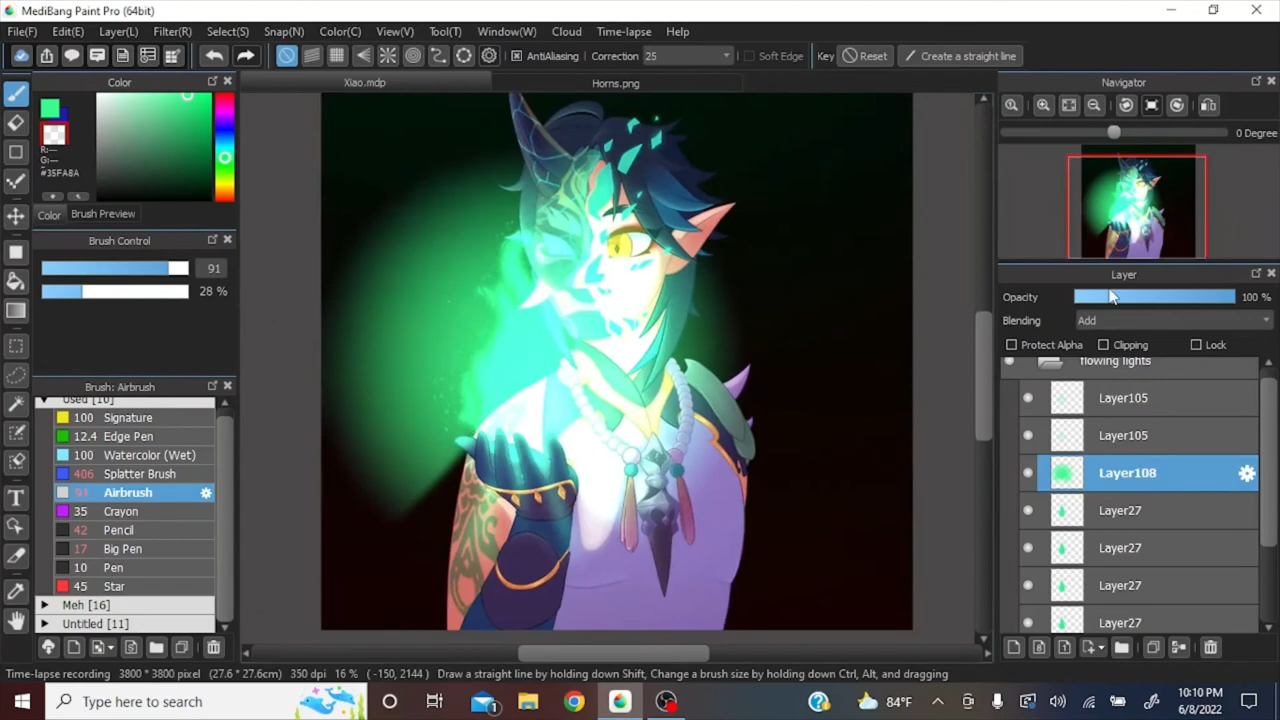 MediBang Paint Pro (64bit)
File(F) Edit(E) Layer(L) Filter(R) Select(S) Snap(N) Color(C) View(V) Tool(T) Window(W) Cloud Time-lapse Help
AntiAliasing Correction 25 Soft Edge Key Reset Create a straight line
Color
Xiao.mdp Horns.png
Navigator
0 Degree
R:---
G:---
#35FA8A
Color Brush Preview
Brush Control
91
28 %
Layer
Opacity 100 %
Blending Add
Protect Alpha Clipping Lock
flowing lights
Layer105
Layer105
Layer108
Layer27
Layer27
Layer27
Layer27
Brush: Airbrush
Used [10]
100 Signature
12.4 Edge Pen
100 Watercolor (Wet)
406 Splatter Brush
91 Airbrush
35 Crayon
42 Pencil
17 Big Pen
10 Pen
45 Star
Meh [16]
Untitled [11]
Time-lapse recording 3800 * 3800 pixel (27.6 * 27.6cm) 350 dpi 16 % (-150, 2144) Draw a straight line by holding down Shift, Change a brush size by holding down Ctrl, Alt, and dragging
Type here to search
1
84°F
10:10 PM
6/8/2022